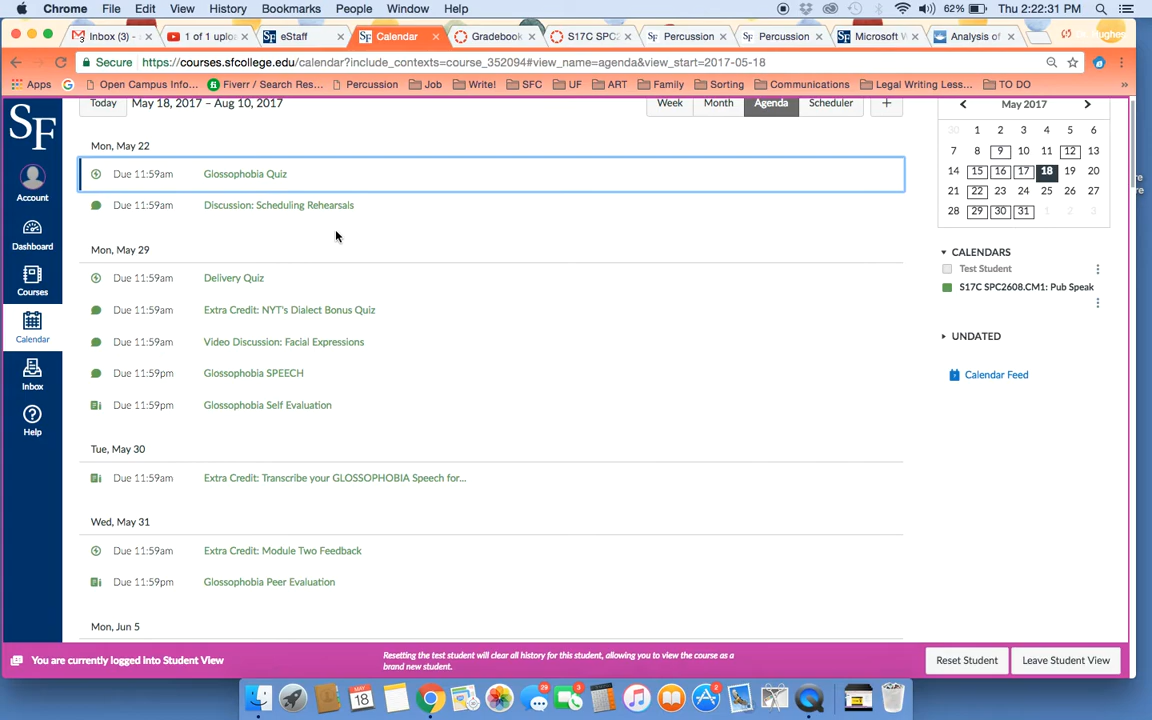 Chrome File Edit View History Bookmarks People Window Help 62% Thu 2:22:31 PM
Inbox (3) - 1 of 1 uploa eStaff Calendar Gradebook S17C SPC2 Percussion Percussion Microsoft W Analysis of
Secure https://courses.sfcollege.edu/calendar?include_contexts=course_352094#view_name=agenda&view_start=2017-05-18
Apps Open Campus Info... Fiverr / Search Res... Percussion Job Write! SFC UF ART Family Sorting Communications Legal Writing Less... TO DO »
SF
Account
Dashboard
Courses
Calendar
Inbox
Help
Today May 18, 2017 – Aug 10, 2017 Week Month Agenda Scheduler +
Mon, May 22
Due 11:59am Glossophobia Quiz
Due 11:59am Discussion: Scheduling Rehearsals
Mon, May 29
Due 11:59am Delivery Quiz
Due 11:59am Extra Credit: NYT's Dialect Bonus Quiz
Due 11:59am Video Discussion: Facial Expressions
Due 11:59pm Glossophobia SPEECH
Due 11:59pm Glossophobia Self Evaluation
Tue, May 30
Due 11:59am Extra Credit: Transcribe your GLOSSOPHOBIA Speech for...
Wed, May 31
Due 11:59am Extra Credit: Module Two Feedback
Due 11:59pm Glossophobia Peer Evaluation
Mon, Jun 5
May 2017
30 1 2 3 4 5 6
7 8 9 10 11 12 13
14 15 16 17 18 19 20
21 22 23 24 25 26 27
28 29 30 31 1 2 3
CALENDARS
Test Student
S17C SPC2608.CM1: Pub Speak
UNDATED
Calendar Feed
You are currently logged into Student View
Resetting the test student will clear all history for this student, allowing you to view the course as a
brand new student.
Reset Student Leave Student View